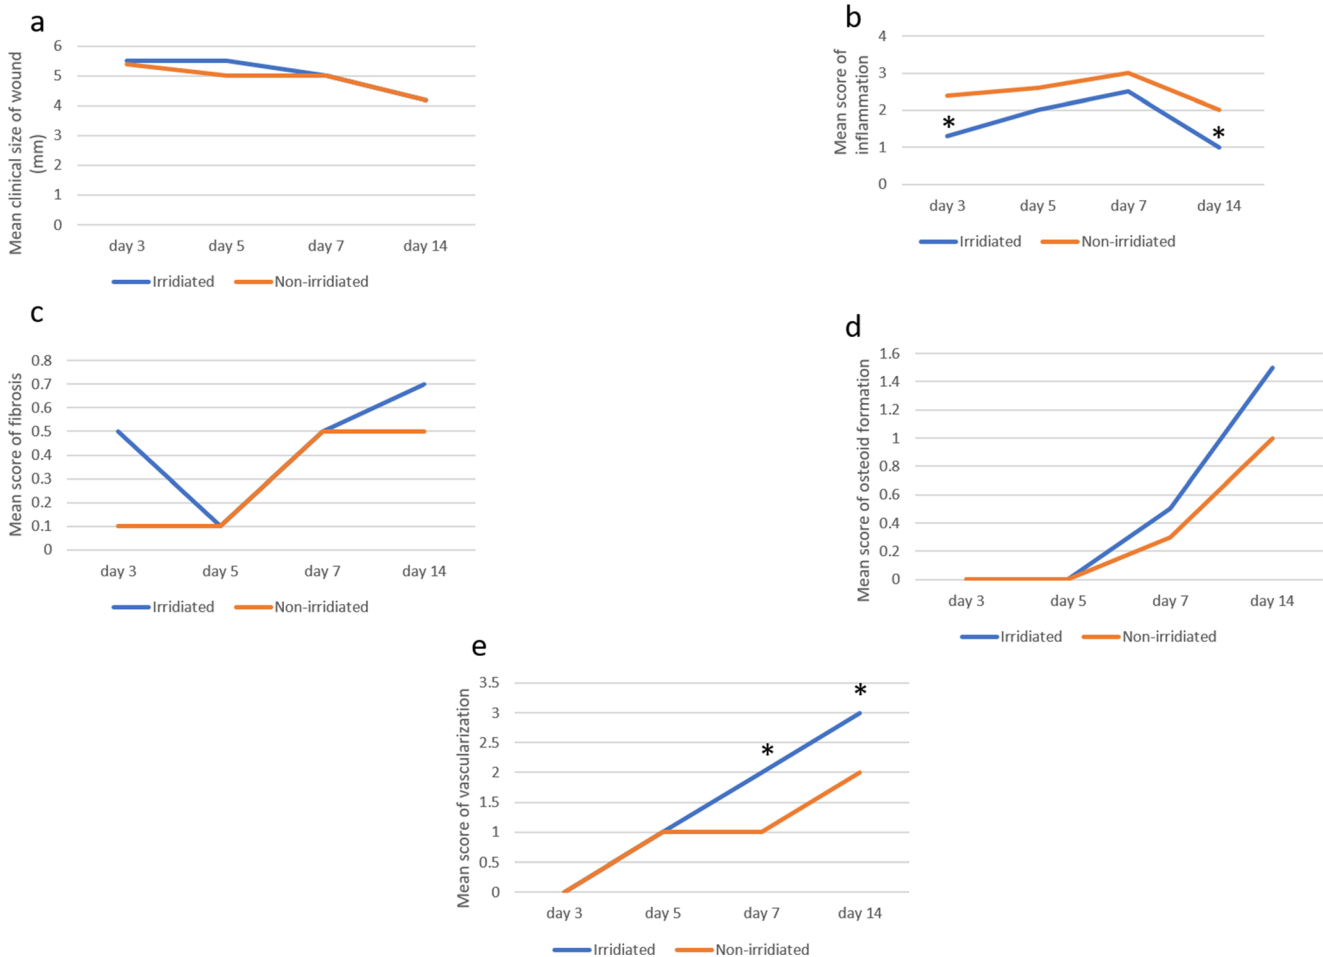 a
Mean clinical size of wound
(mm)
6
5
4
3
2
1
0
day 3 day 5 day 7 day 14
Irridiated Non-irridiated
b
Mean score of
inflammation
4
3
2
1
0
*
*
day 3 day 5 day 7 day 14
Irridiated Non-irridiated
c
Mean score of fibrosis
0.8
0.7
0.6
0.5
0.4
0.3
0.2
0.1
0
day 3 day 5 day 7 day 14
Irridiated Non-irridiated
d
Mean score of osteoid formation
1.6
1.4
1.2
1
0.8
0.6
0.4
0.2
0
day 3 day 5 day 7 day 14
Irridiated Non-irridiated
e
Mean score of vascularization
3.5
3
2.5
2
1.5
1
0.5
0
*
*
day 3 day 5 day 7 day 14
Irridiated Non-irridiated